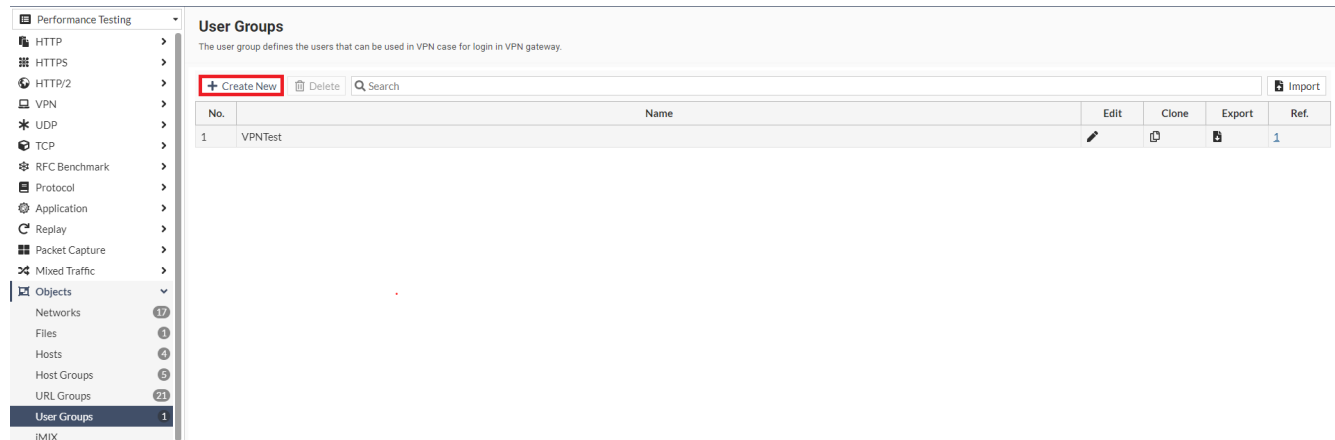 Performance Testing
HTTP
HTTPS
HTTP/2
VPN
UDP
TCP
RFC Benchmark
Protocol
Application
Replay
Packet Capture
Mixed Traffic
Objects
Networks 17
Files 1
Hosts 4
Host Groups 5
URL Groups 21
User Groups 1
iMIX
User Groups
The user group defines the users that can be used in VPN case for login in VPN gateway.
Create New Delete Search Import
No. Name Edit Clone Export Ref.
1 VPNTest 1